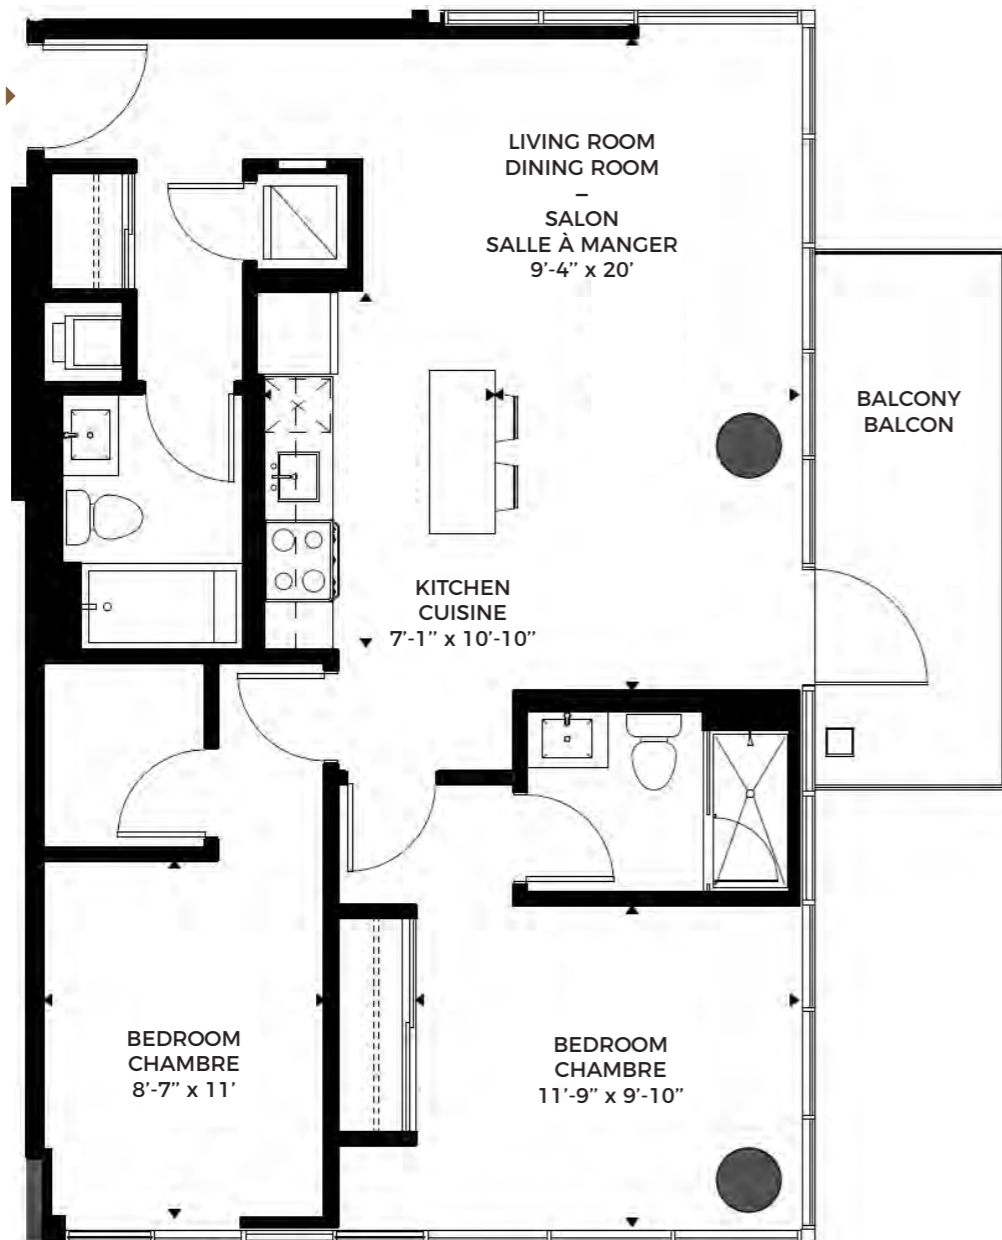 LIVING ROOM
DINING ROOM
–
SALON
SALLE À MANGER
9’-4” x 20’
BALCONY
BALCON
KITCHEN
CUISINE
7’-1” x 10’-10”
BEDROOM
CHAMBRE
8’-7” x 11’
BEDROOM
CHAMBRE
11’-9” x 9’-10”